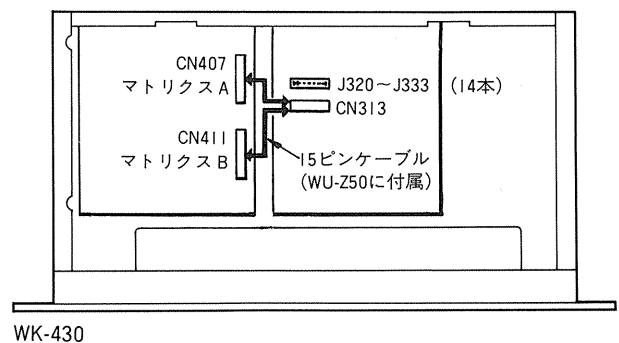 CN407
マトリクスA
J320～J333 (14本)
CN313
CN411
マトリクスB
15ピンケーブル
(WU-Z50に付属)
WK-430